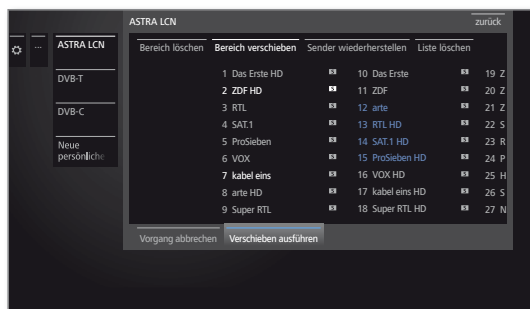 ASTRA LCN
zurück
...
ASTRA LCN
DVB-T
DVB-C
Neue
persönliche
Bereich löschen
Bereich verschieben
Sender wiederherstellen
Liste löschen
1 Das Erste HD S
10 Das Erste S
19 Z
2 ZDF HD S
11 ZDF S
20 Z
3 RTL S
12 arte S
21 Z
4 SAT.1 S
13 RTL HD S
22 S
5 ProSieben S
14 SAT.1 HD S
23 R
6 VOX S
15 ProSieben HD S
24 P
7 kabel eins S
16 VOX HD S
25 H
8 arte HD S
17 kabel eins HD S
26 S
9 Super RTL S
18 Super RTL HD S
27 N
Vorgang abbrechen
Verschieben ausführen